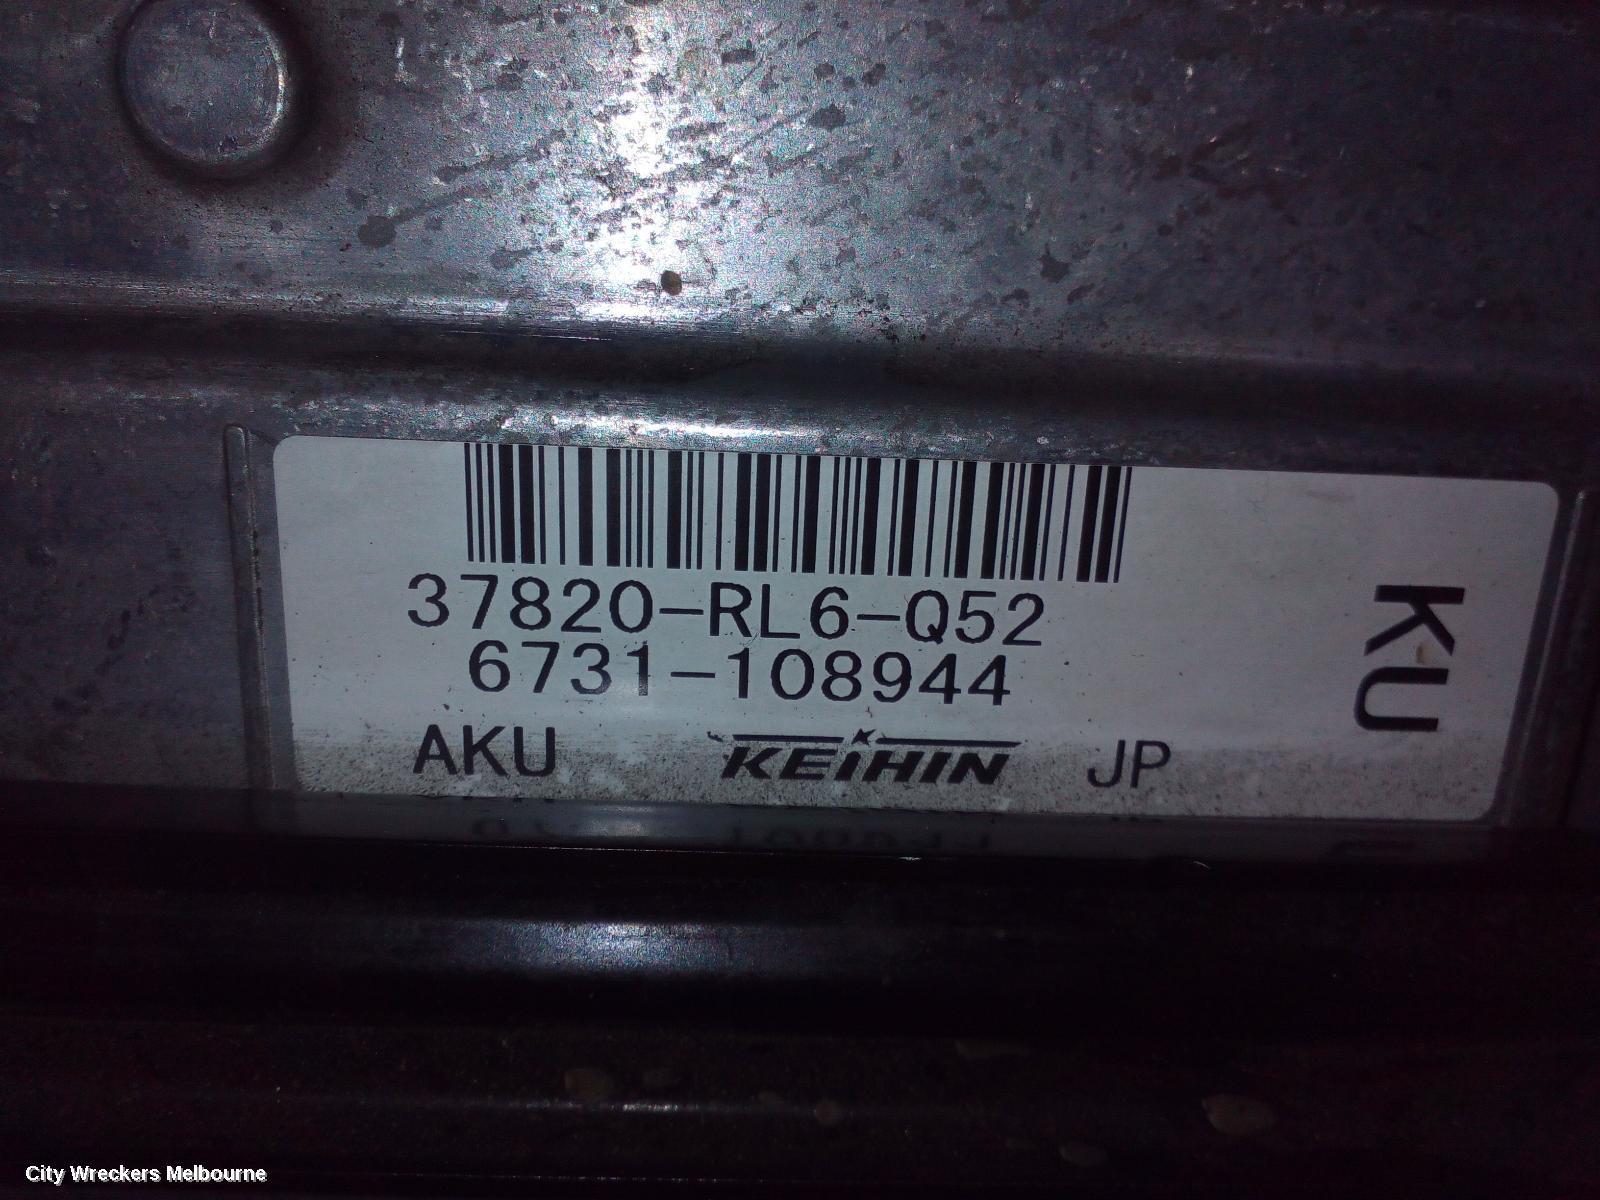 37820-RL6-Q52
6731-108944
AKU KEIHIN JP
KU
City Wreckers Melbourne